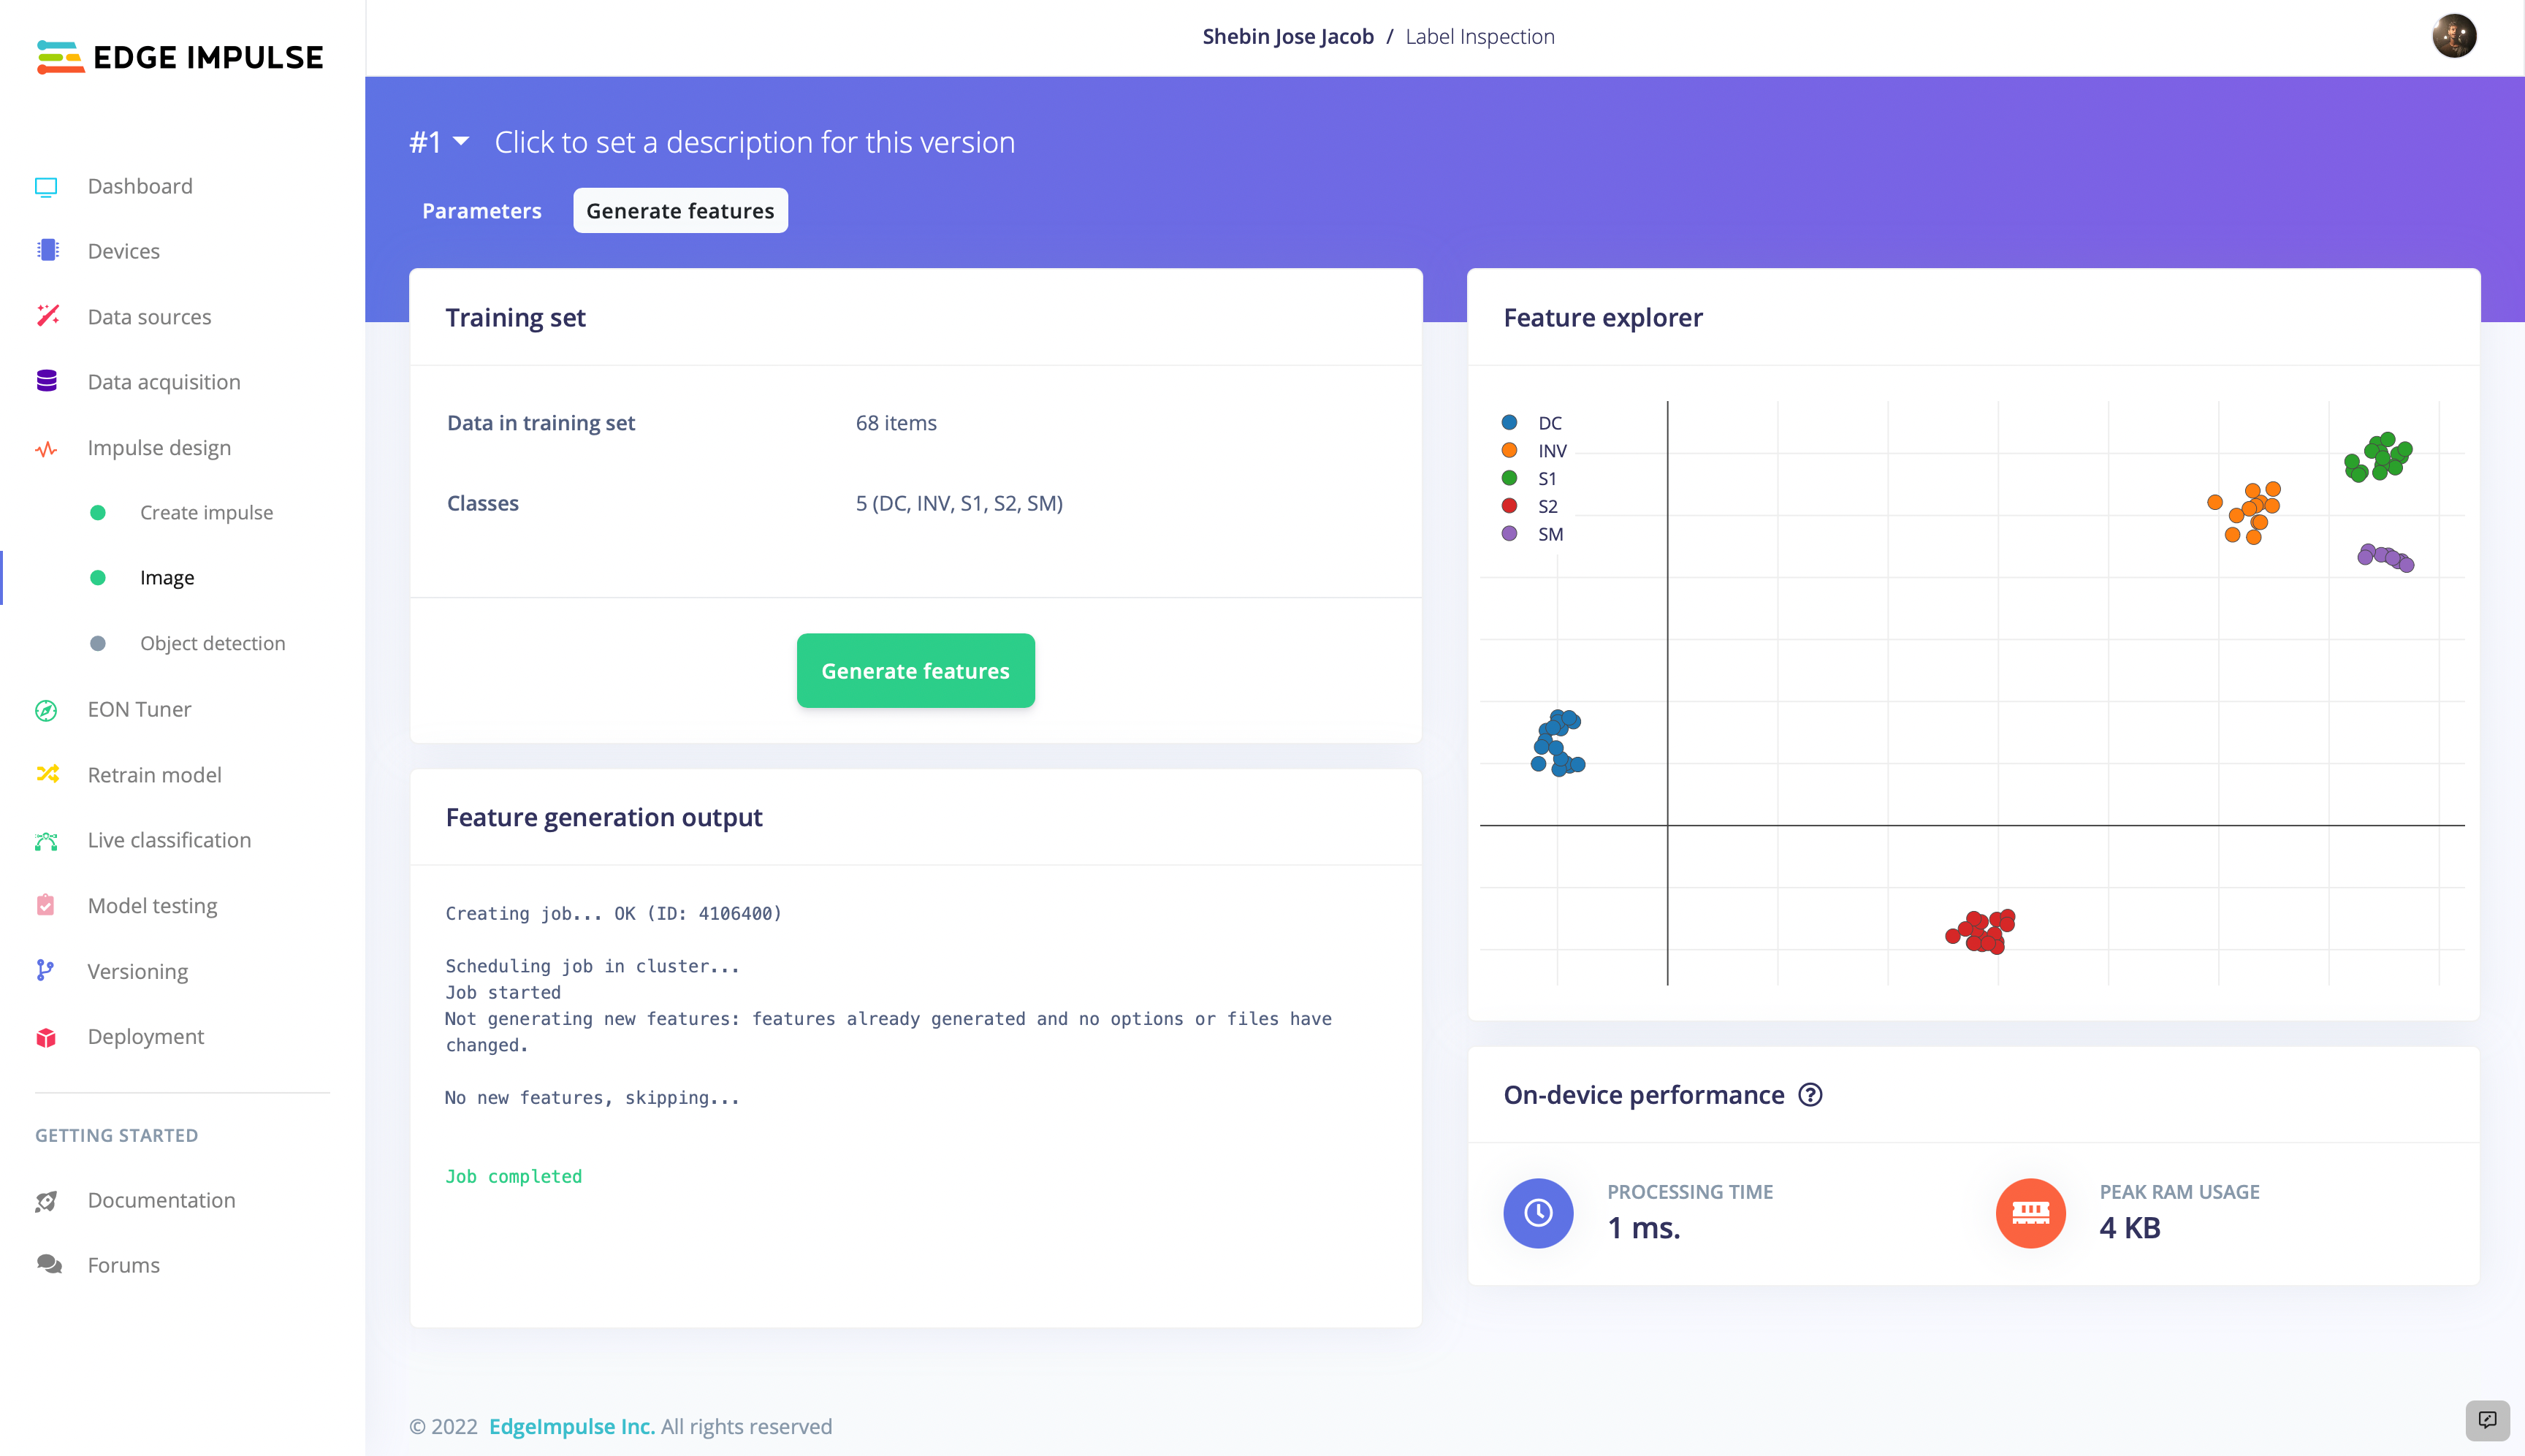 EDGE IMPULSE
Shebin Jose Jacob / Label Inspection
#1 Click to set a description for this version
Parameters
Generate features
Dashboard
Devices
Data sources
Data acquisition
Impulse design
Create impulse
Image
Object detection
EON Tuner
Retrain model
Live classification
Model testing
Versioning
Deployment
GETTING STARTED
Documentation
Forums
Training set
Data in training set 68 items
Classes 5 (DC, INV, S1, S2, SM)
Generate features
Feature generation output
Creating job... OK (ID: 4106400)
Scheduling job in cluster...
Job started
Not generating new features: features already generated and no options or files have
changed.
No new features, skipping...
Job completed
Feature explorer
DC
INV
S1
S2
SM
On-device performance ?
PROCESSING TIME
1 ms.
PEAK RAM USAGE
4 KB
© 2022 EdgeImpulse Inc. All rights reserved